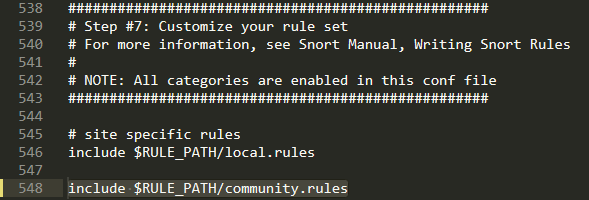 538 ###################################################
539 # Step #7: Customize your rule set
540 # For more information, see Snort Manual, Writing Snort Rules
541 #
542 # NOTE: All categories are enabled in this conf file
543 ###################################################
544
545 # site specific rules
546 include $RULE_PATH/local.rules
547
548 include $RULE_PATH/community.rules